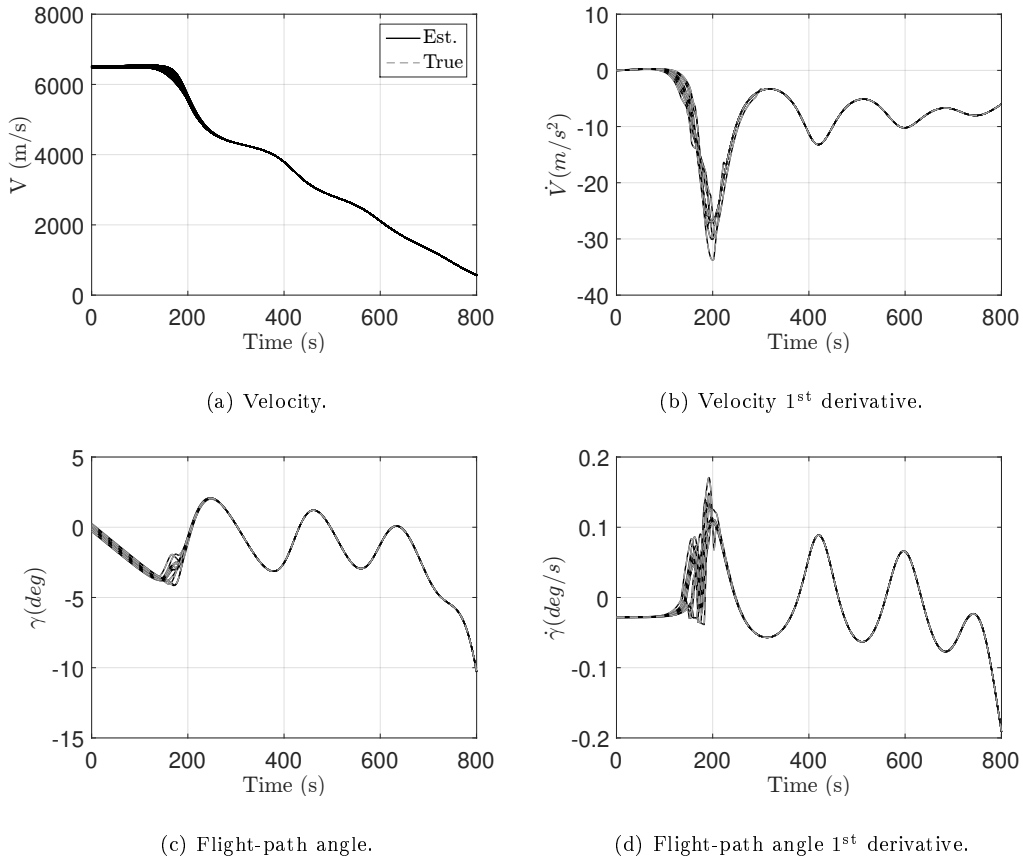 8000
6000
4000
2000
0
V (m/s)
0 200 400 600 800
Time (s)
Est.
True
(a) Velocity.
10
0
-10
-20
-30
-40
V̇(m/s²)
0 200 400 600 800
Time (s)
(b) Velocity 1ˢᵗ derivative.
5
0
-5
-10
-15
γ(deg)
0 200 400 600 800
Time (s)
(c) Flight-path angle.
0.2
0.1
0
-0.1
-0.2
γ̇(deg/s)
0 200 400 600 800
Time (s)
(d) Flight-path angle 1ˢᵗ derivative.